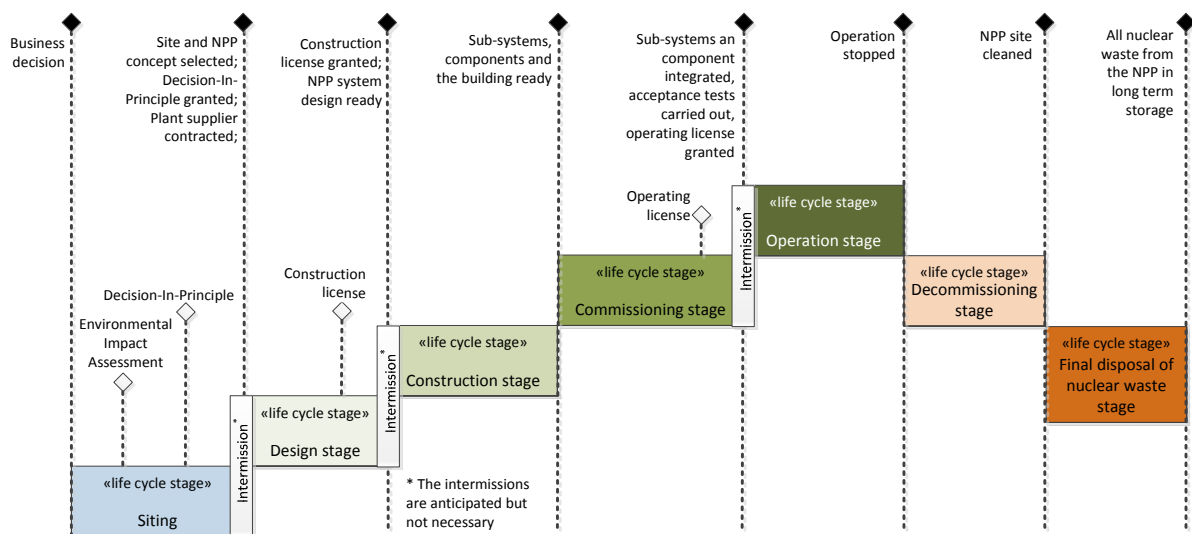 Business
decision
Site and NPP
concept selected;
Decision-In-
Principle granted;
Plant supplier
contracted;
Construction
license granted;
NPP system
design ready
Sub-systems,
components and
the building ready
Sub-systems an
component
integrated,
acceptance tests
carried out,
operating license
granted
Operation
stopped
NPP site
cleaned
All nuclear
waste from
the NPP in
long term
storage
Operating
license
Intermission *
«life cycle stage»
Operation stage
«life cycle stage»
Commissioning stage
«life cycle stage»
Decommissioning
stage
Construction
license
Decision-In-Principle
Environmental
Impact
Assessment
Intermission *
«life cycle stage»
Construction stage
«life cycle stage»
Final disposal of
nuclear waste
stage
Intermission *
«life cycle stage»
Design stage
«life cycle stage»
Siting
* The intermissions
are anticipated but
not necessary